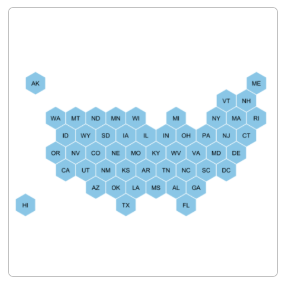 AK ME
VT NH
WA MT ND MN WI MI NY MA RI
ID WY SD IA IL IN OH PA NJ CT
OR NV CO NE MO KY WV VA MD DE
CA UT NM KS AR TN NC SC DC
AZ OK LA MS AL GA
HI TX FL